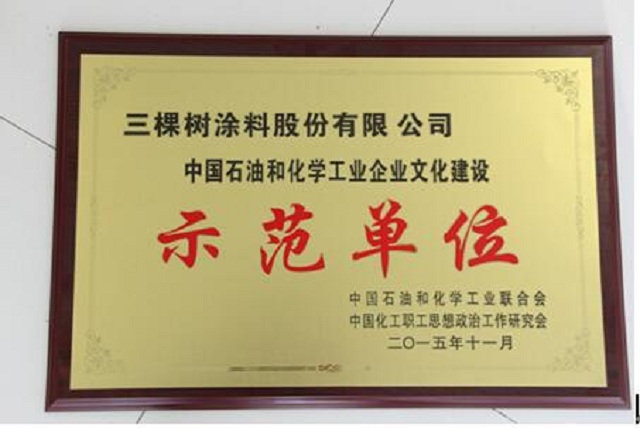 三棵树涂料股份有限 公司
中国石油和化学工业企业文化建设
示范单位
中国石油和化学工业联合会
中国化工职工思想政治工作研究会
二〇一五年十一月